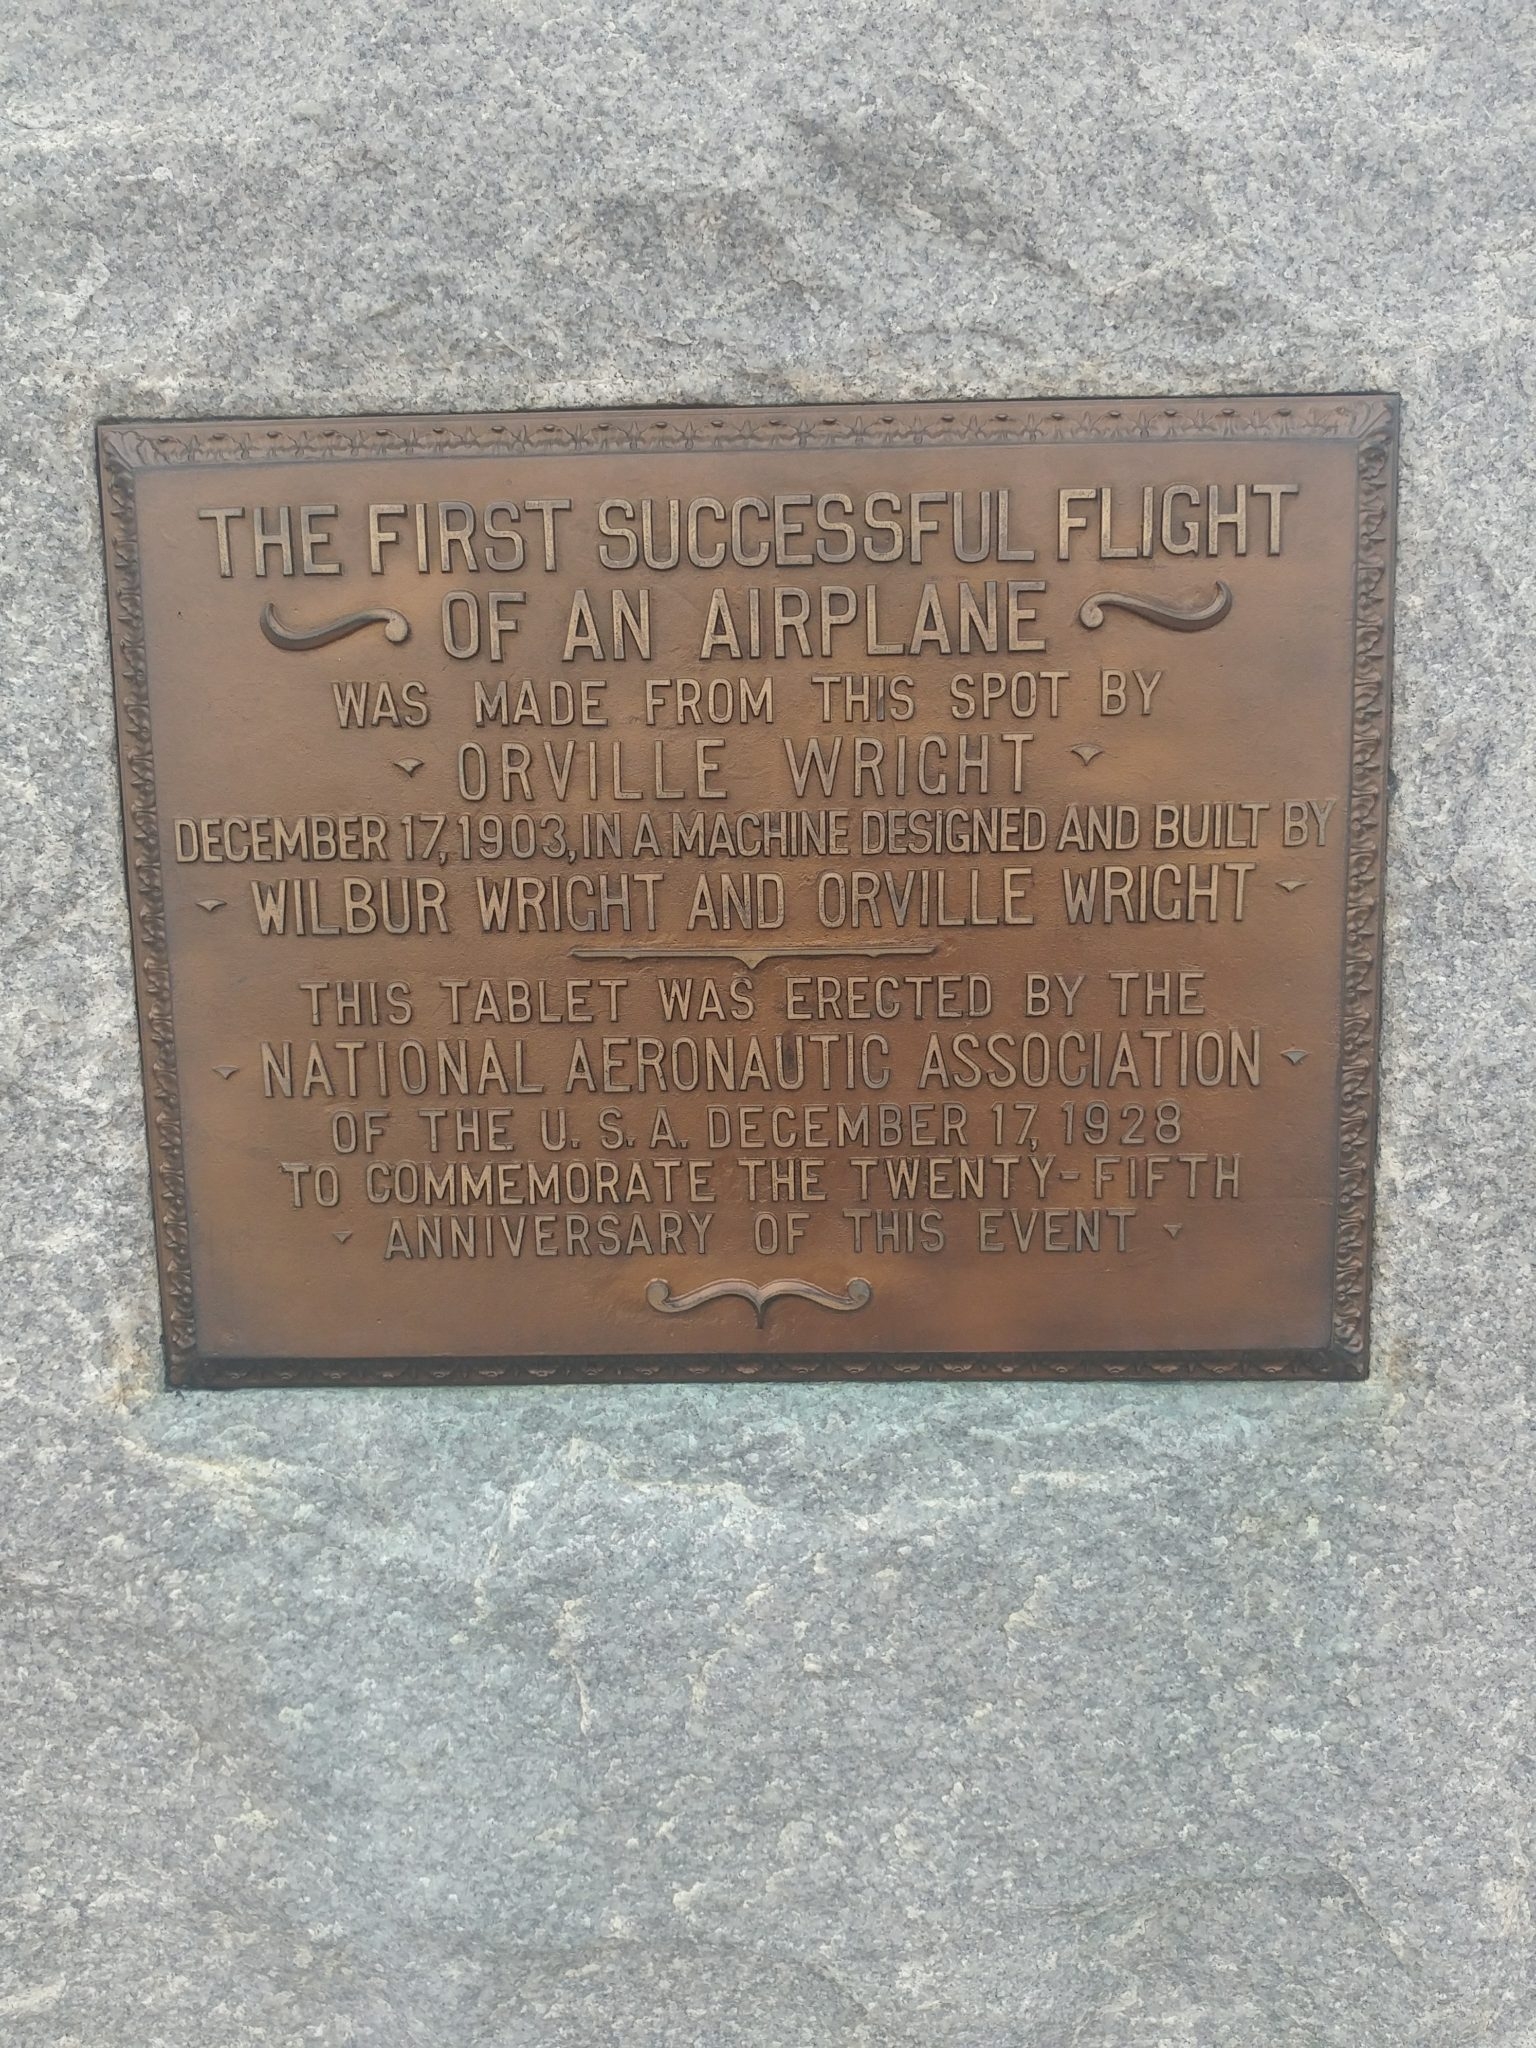 THE FIRST SUCCESSFUL FLIGHT
OF AN AIRPLANE
WAS MADE FROM THIS SPOT BY
ORVILLE WRIGHT
DECEMBER 17, 1903, IN A MACHINE DESIGNED AND BUILT BY
WILBUR WRIGHT AND ORVILLE WRIGHT
THIS TABLET WAS ERECTED BY THE
NATIONAL AERONAUTIC ASSOCIATION
OF THE U. S. A. DECEMBER 17, 1928
TO COMMEMORATE THE TWENTY-FIFTH
ANNIVERSARY OF THIS EVENT